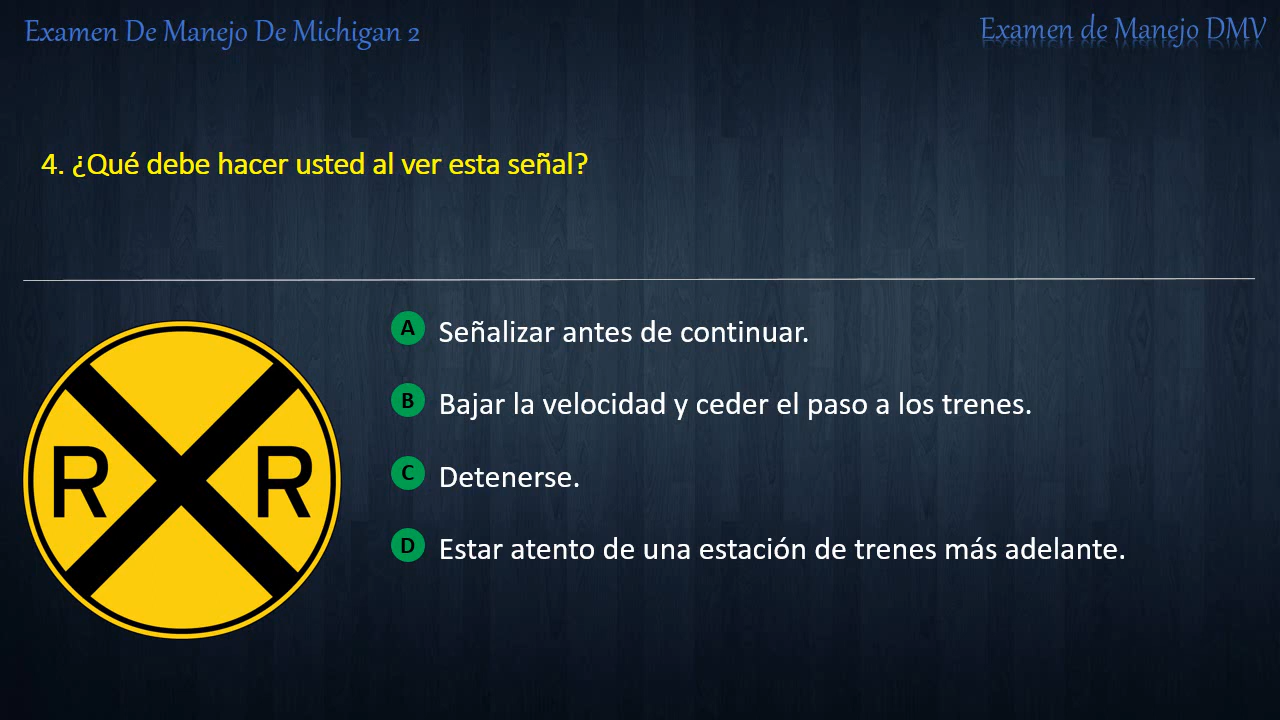 Examen De Manejo De Michigan 2
Examen de Manejo DMV
4. ¿Qué debe hacer usted al ver esta señal?
A Señalizar antes de continuar.
B Bajar la velocidad y ceder el paso a los trenes.
C Detenerse.
D Estar atento de una estación de trenes más adelante.
R R